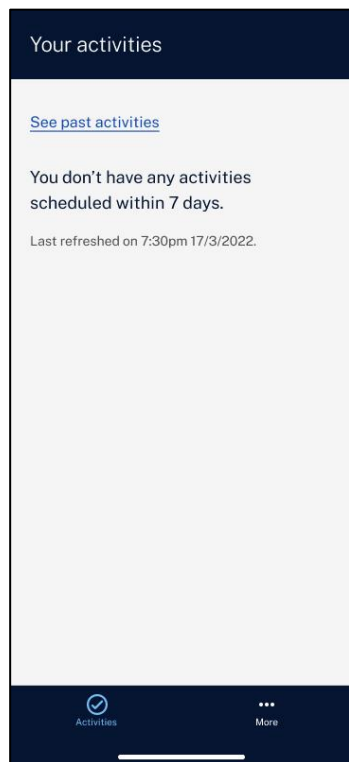 Your activities
See past activities
You don’t have any activities
scheduled within 7 days.
Last refreshed on 7:30pm 17/3/2022.
Activities
More